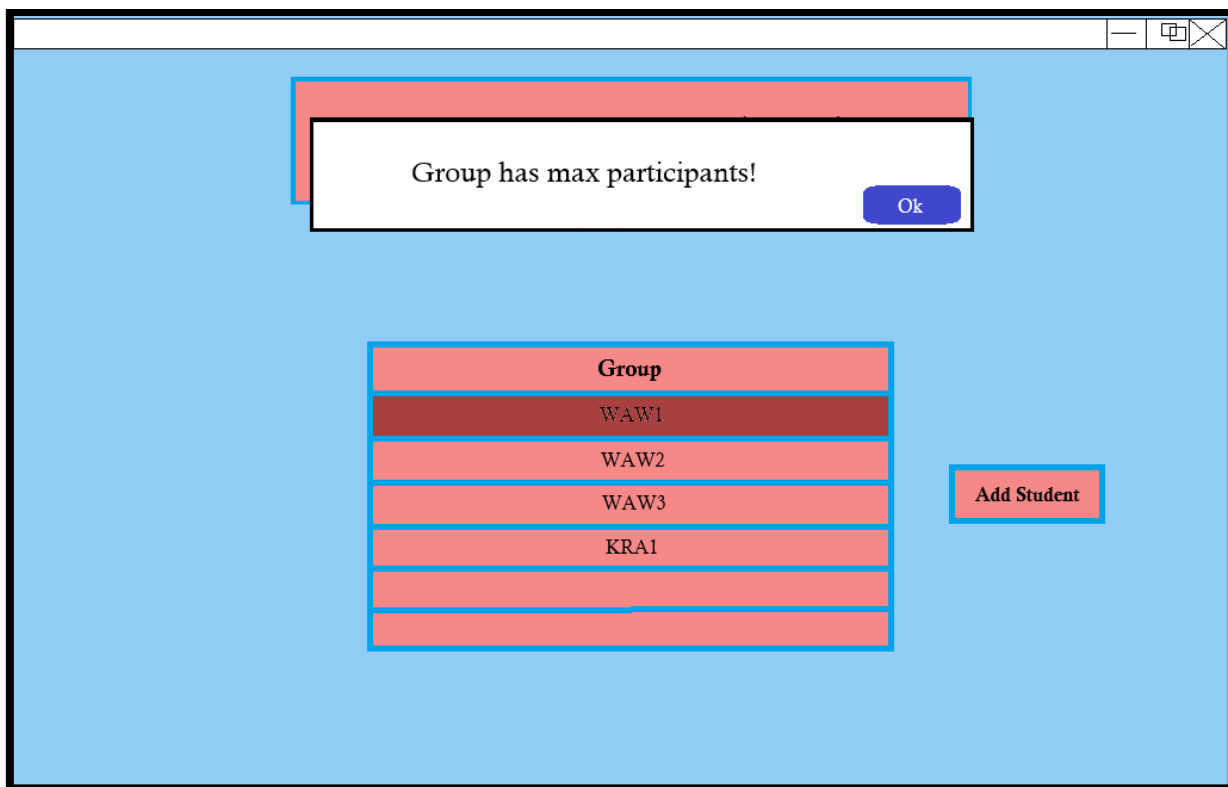 Group has max participants!
Ok
Group
WAW1
WAW2
WAW3
KRA1
Add Student